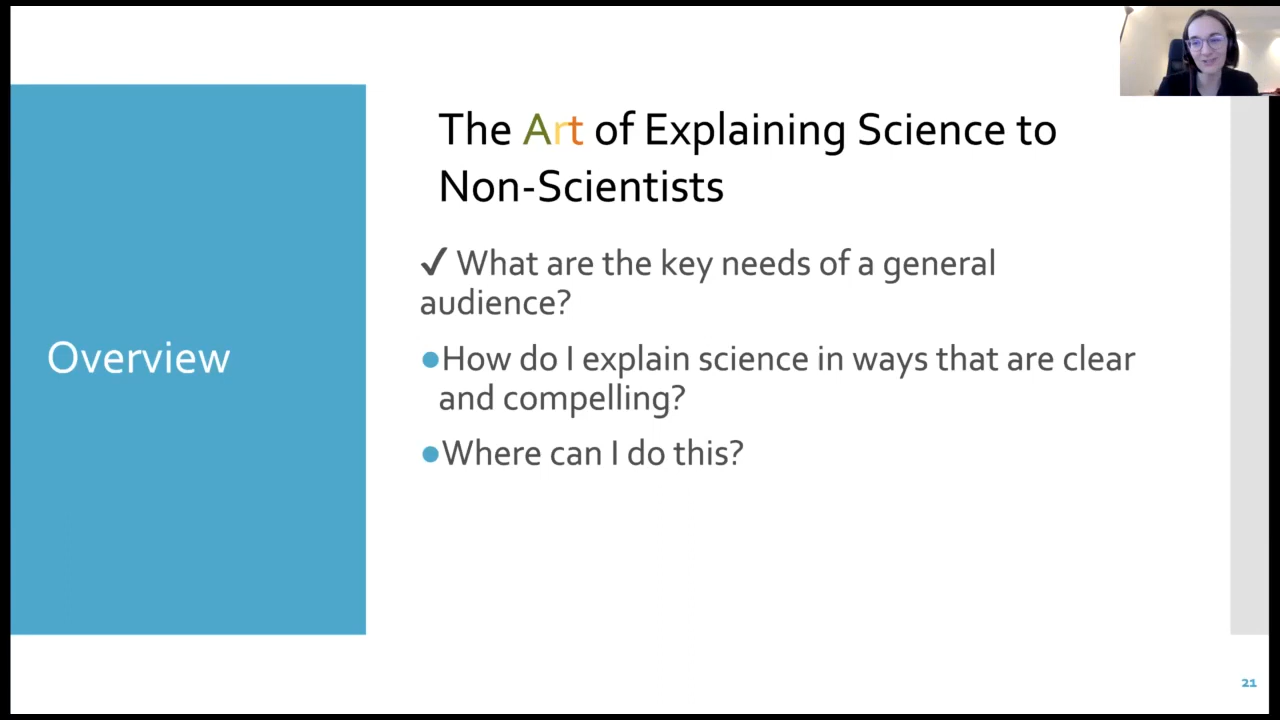 The Art of Explaining Science to
Non-Scientists
✓ What are the key needs of a general
audience?
Overview
●How do I explain science in ways that are clear
and compelling?
●Where can I do this?
21